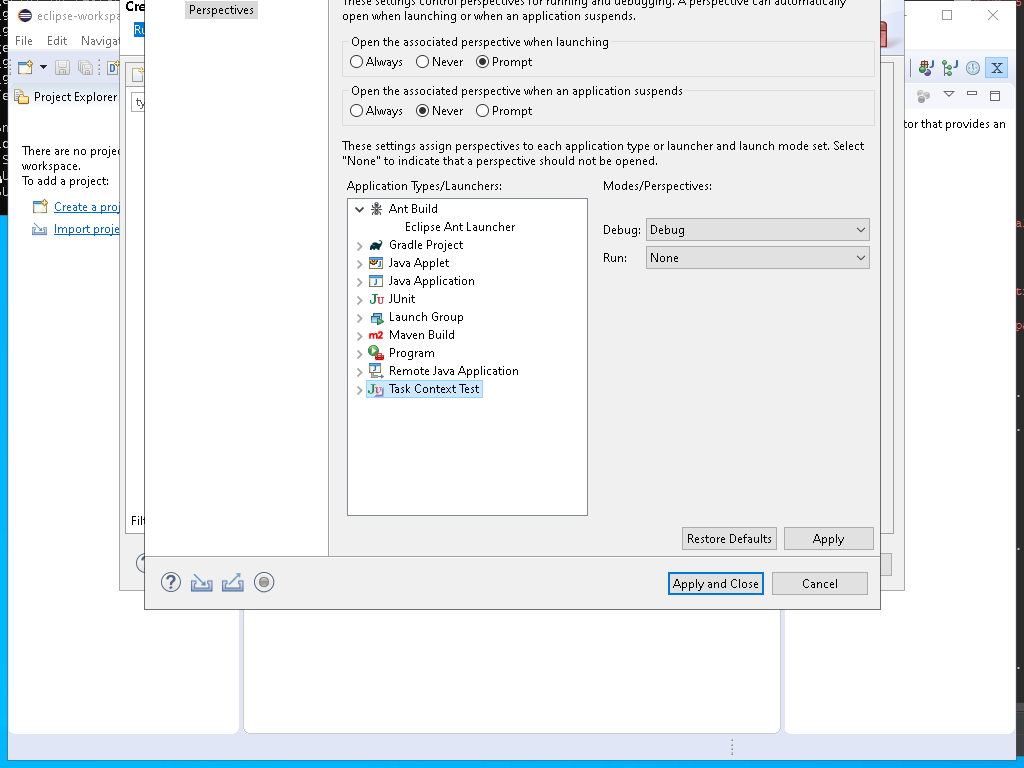 eclipse-workspa
File Edit Navigat
Project Explorer
There are no proje
workspace.
To add a project:
Create a proj
Import proje
Cre
Ru
ty
Filt
Perspectives
These settings control perspectives for running and debugging. A perspective can automatically
open when launching or when an application suspends.
Open the associated perspective when launching
Always Never Prompt
Open the associated perspective when an application suspends
Always Never Prompt
These settings assign perspectives to each application type or launcher and launch mode set. Select
"None" to indicate that a perspective should not be opened.
Application Types/Launchers:
Modes/Perspectives:
Ant Build
Eclipse Ant Launcher
Gradle Project
Java Applet
Java Application
JUnit
Launch Group
Maven Build
Program
Remote Java Application
Task Context Test
Debug: Debug
Run: None
Restore Defaults Apply
Apply and Close Cancel
tor that provides an